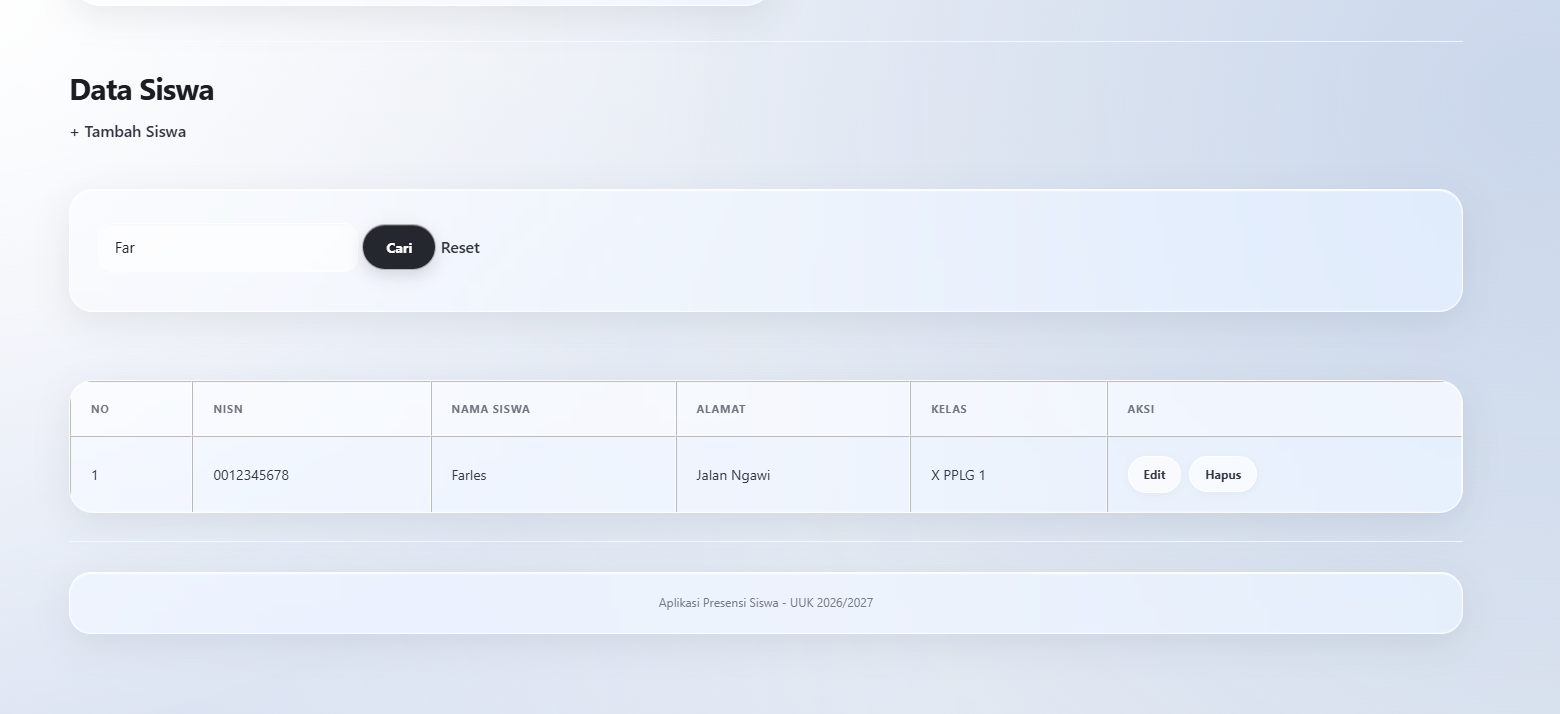 Data Siswa
+ Tambah Siswa
Far Cari Reset
NO NISN NAMA SISWA ALAMAT KELAS AKSI
1 0012345678 Farles Jalan Ngawi X PPLG 1 Edit Hapus
Aplikasi Presensi Siswa - UUK 2026/2027